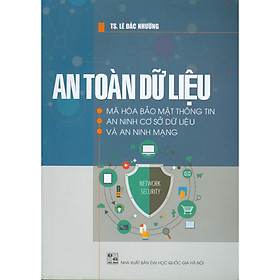 TS. LÊ ĐẮC NHƯỜNG
AN TOÀN DỮ LIỆU
MÃ HÓA BẢO MẬT THÔNG TIN
AN NINH CƠ SỞ DỮ LIỆU
VÀ AN NINH MẠNG
NETWORK
SECURITY
NHÀ XUẤT BẢN ĐẠI HỌC QUỐC GIA HÀ NỘI